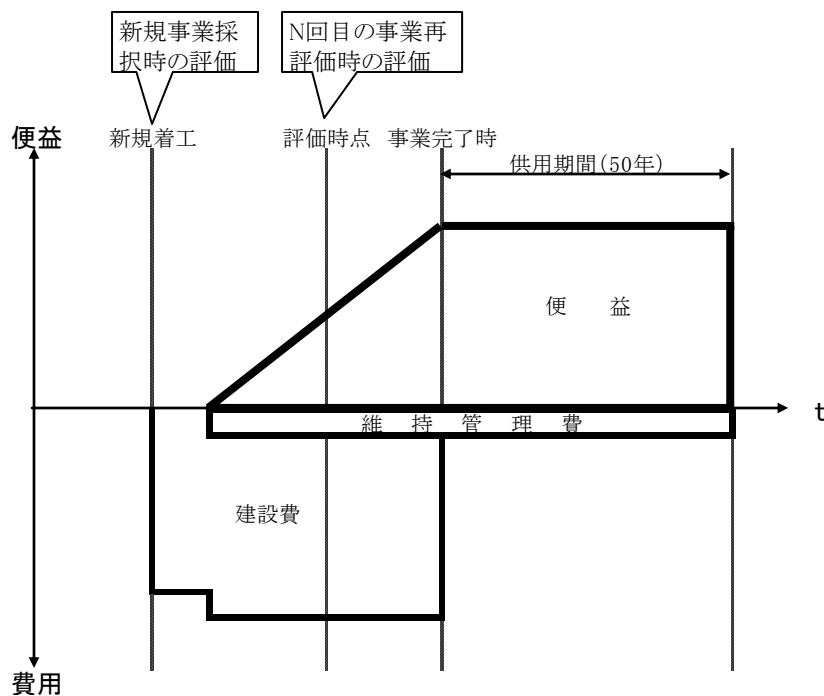 新規事業採
択時の評価
N回目の事業再
評価時の評価
便益
新規着工
評価時点
事業完了時
供用期間(50年)
便　益
t
維 持 管 理 費
建設費
費用